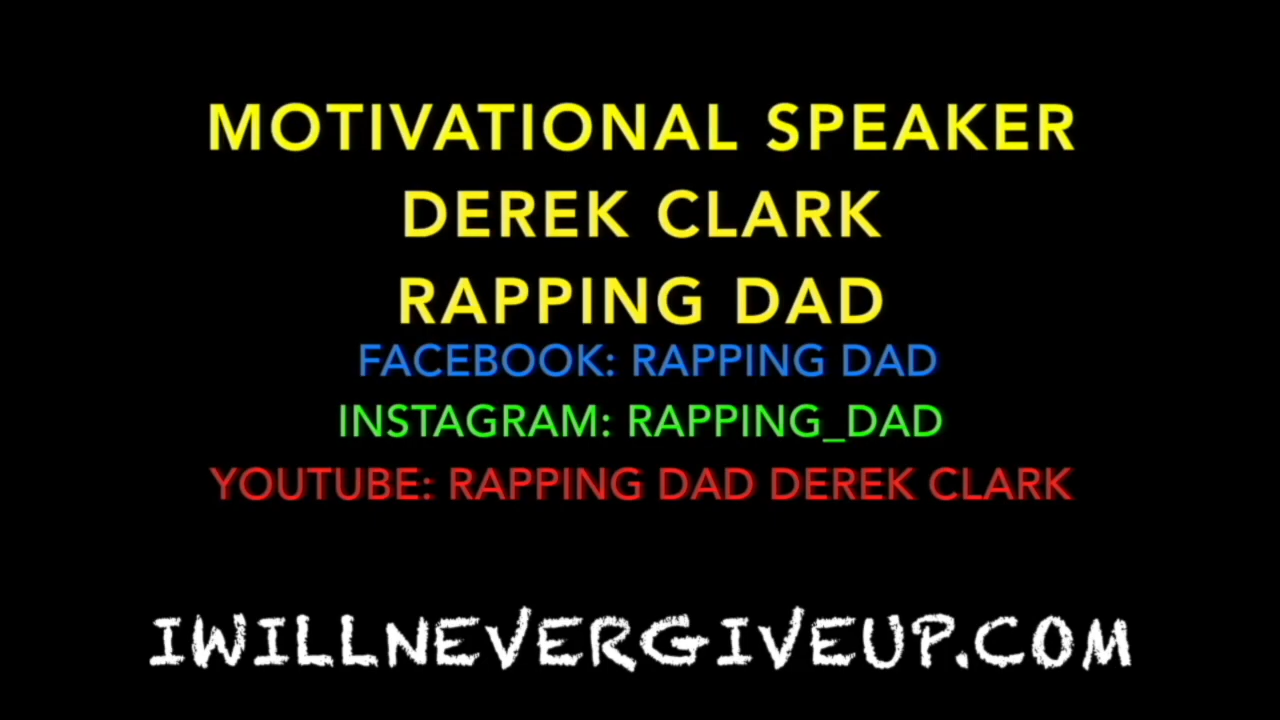 MOTIVATIONAL SPEAKER
DEREK CLARK
RAPPING DAD
FACEBOOK: RAPPING DAD
INSTAGRAM: RAPPING_DAD
YOUTUBE: RAPPING DAD DEREK CLARK
IWILLNEVERGIVEUP.COM